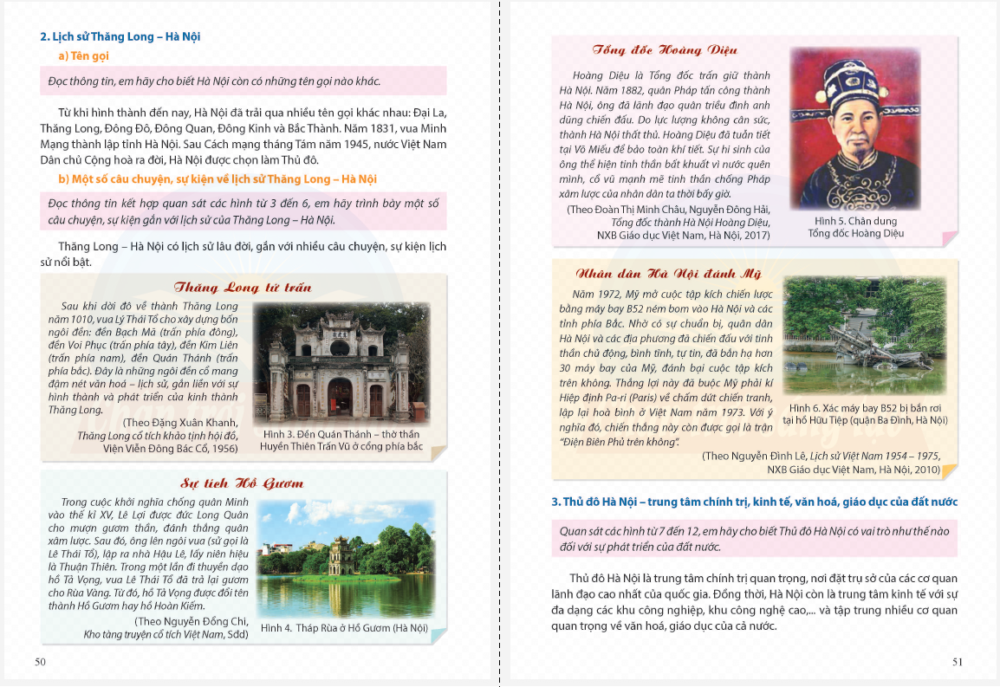 2. Lịch sử Thăng Long – Hà Nội
a) Tên gọi
Đọc thông tin, em hãy cho biết Hà Nội còn có những tên gọi nào khác.
Từ khi hình thành đến nay, Hà Nội đã trải qua nhiều tên gọi khác nhau: Đại La,
Thăng Long, Đông Đô, Đông Quan, Đông Kinh và Bắc Thành. Năm 1831, vua Minh
Mạng thành lập tỉnh Hà Nội. Sau Cách mạng tháng Tám năm 1945, nước Việt Nam
Dân chủ Cộng hoà ra đời, Hà Nội được chọn làm Thủ đô.
b) Một số câu chuyện, sự kiện về lịch sử Thăng Long – Hà Nội
Đọc thông tin kết hợp quan sát các hình từ 3 đến 6, em hãy trình bày một số
câu chuyện, sự kiện gắn với lịch sử của Thăng Long – Hà Nội.
Thăng Long – Hà Nội có lịch sử lâu đời, gắn với nhiều câu chuyện, sự kiện lịch
sử nổi bật.
Thăng Long tứ trấn
Sau khi dời đô về thành Thăng Long
năm 1010, vua Lý Thái Tổ cho xây dựng bốn
ngôi đền: đền Bạch Mã (trấn phía đông),
đền Voi Phục (trấn phía tây), đền Kim Liên
(trấn phía nam), đền Quán Thánh (trấn
phía bắc). Đây là những ngôi đền cổ mang
đậm nét văn hoá – lịch sử, gắn liền với sự
hình thành và phát triển của kinh thành
Thăng Long.
(Theo Đặng Xuân Khanh,
Thăng Long cổ tích khảo tịnh hội đồ,
Viện Viễn Đông Bác Cổ, 1956)
Hình 3. Đền Quán Thánh – thờ thần
Huyền Thiên Trấn Vũ ở cổng phía bắc
Sự tích Hồ Gươm
Trong cuộc khởi nghĩa chống quân Minh
vào thế kỉ XV, Lê Lợi được đức Long Quân
cho mượn gươm thần, đánh thắng quân
xâm lược. Sau đó, ông lên ngôi vua (sử gọi là
Lê Thái Tổ), lập ra nhà Hậu Lê, lấy niên hiệu
là Thuận Thiên. Trong một lần đi thuyền dạo
hồ Tả Vọng, vua Lê Thái Tổ đã trả lại gươm
cho Rùa Vàng. Từ đó, hồ Tả Vọng được đổi tên
thành Hồ Gươm hay hồ Hoàn Kiếm.
(Theo Nguyễn Đổng Chi,
Kho tàng truyện cổ tích Việt Nam, Sđd)
Hình 4. Tháp Rùa ở Hồ Gươm (Hà Nội)
50
Tổng đốc Hoàng Diệu
Hoàng Diệu là Tổng đốc trấn giữ thành
Hà Nội. Năm 1882, quân Pháp tấn công thành
Hà Nội, ông đã lãnh đạo quân triều đình anh
dũng chiến đấu. Do lực lượng không cân sức,
thành Hà Nội thất thủ. Hoàng Diệu đã tuẫn tiết
tại Võ Miếu để bảo toàn khí tiết. Sự hi sinh của
ông thể hiện tinh thần bất khuất vì nước quên
mình, cổ vũ mạnh mẽ tinh thần chống Pháp
xâm lược của nhân dân ta thời bấy giờ.
(Theo Đoàn Thị Minh Châu, Nguyễn Đông Hải,
Tổng đốc thành Hà Nội Hoàng Diệu,
NXB Giáo dục Việt Nam, Hà Nội, 2017)
Hình 5. Chân dung
Tổng đốc Hoàng Diệu
Nhân dân Hà Nội đánh Mỹ
Năm 1972, Mỹ mở cuộc tập kích chiến lược
bằng máy bay B52 ném bom vào Hà Nội và các
tỉnh phía Bắc. Nhờ có sự chuẩn bị, quân dân
Hà Nội và các địa phương đã chiến đấu với tinh
thần chủ động, bình tĩnh, tự tin, đã bắn hạ hơn
30 máy bay của Mỹ, đánh bại cuộc tập kích
trên không. Thắng lợi này đã buộc Mỹ phải kí
Hiệp định Pa-ri (Paris) về chấm dứt chiến tranh,
lập lại hoà bình ở Việt Nam năm 1973. Với ý
nghĩa đó, chiến thắng này còn được gọi là trận
“Điện Biên Phủ trên không”.
(Theo Nguyễn Đình Lê, Lịch sử Việt Nam 1954 – 1975,
NXB Giáo dục Việt Nam, Hà Nội, 2010)
Hình 6. Xác máy bay B52 bị bắn rơi
tại hồ Hữu Tiệp (quận Ba Đình, Hà Nội)
3. Thủ đô Hà Nội – trung tâm chính trị, kinh tế, văn hoá, giáo dục của đất nước
Quan sát các hình từ 7 đến 12, em hãy cho biết Thủ đô Hà Nội có vai trò như thế nào
đối với sự phát triển của đất nước.
Thủ đô Hà Nội là trung tâm chính trị quan trọng, nơi đặt trụ sở của các cơ quan
lãnh đạo cao nhất của quốc gia. Đồng thời, Hà Nội còn là trung tâm kinh tế với sự
đa dạng các khu công nghiệp, khu công nghệ cao,... và tập trung nhiều cơ quan
quan trọng về văn hoá, giáo dục của cả nước.
51